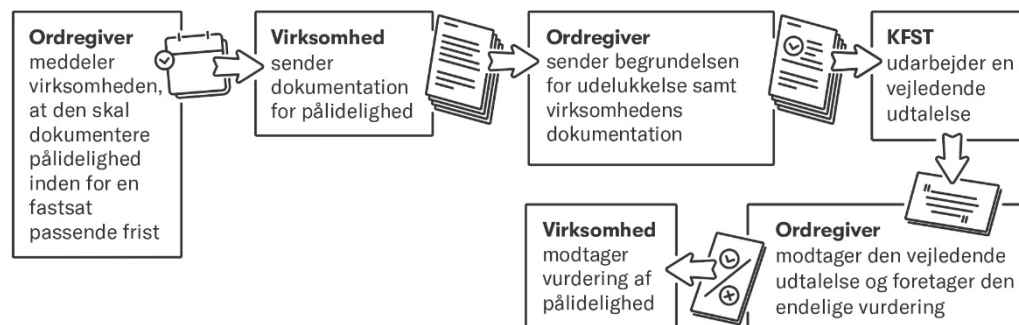 Ordregiver
meddeler
virksomheden,
at den skal
dokumentere
pålidelighed
inden for en
fastsat
passende frist
Virksomhed
sender
dokumentation
for pålidelighed
Ordregiver
sender begrundelsen
for udelukkelse samt
virksomhedens
dokumentation
KFST
udarbejder en
vejledende
udtalelse
Ordregiver
modtager den vejledende
udtalelse og foretager den
endelige vurdering
Virksomhed
modtager
vurdering af
pålidelighed